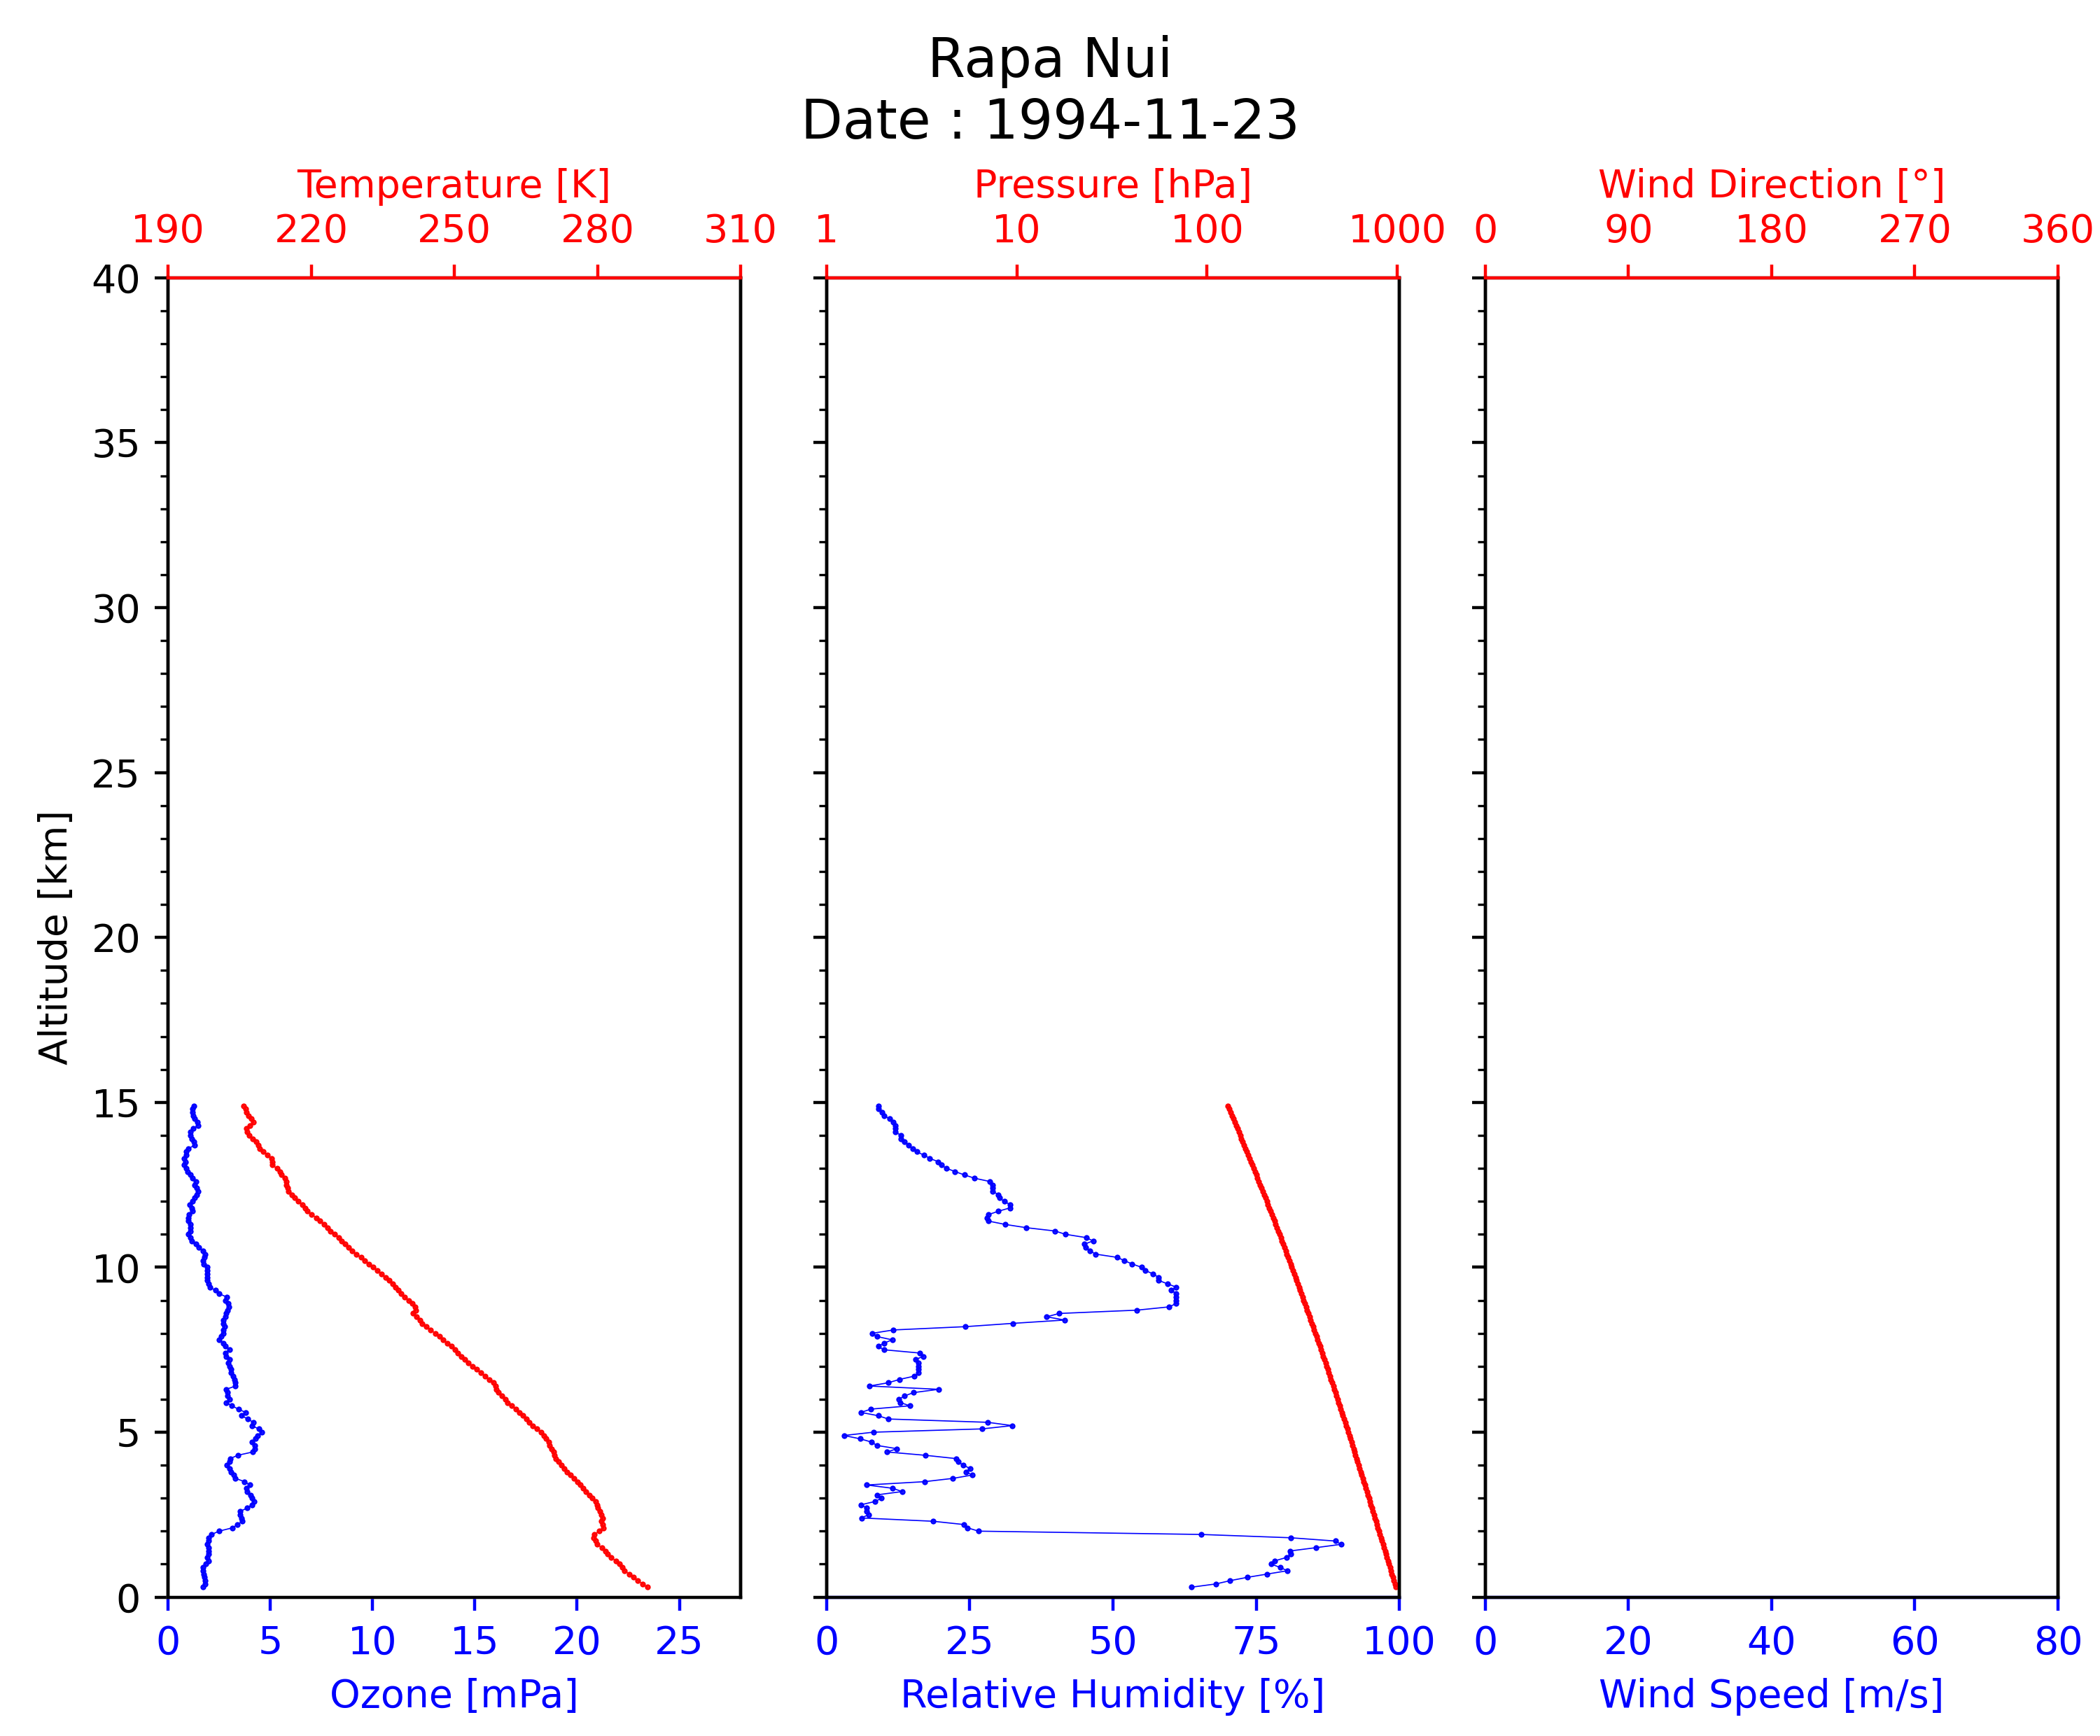 Rapa Nui
Date : 1994-11-23
Temperature [K]
190 220 250 280 310
Pressure [hPa]
1 10 100 1000
Wind Direction [°]
0 90 180 270 360
Altitude [km]
40
35
30
25
20
15
10
5
0
0 5 10 15 20 25
Ozone [mPa]
0 25 50 75 100
Relative Humidity [%]
0 20 40 60 80
Wind Speed [m/s]